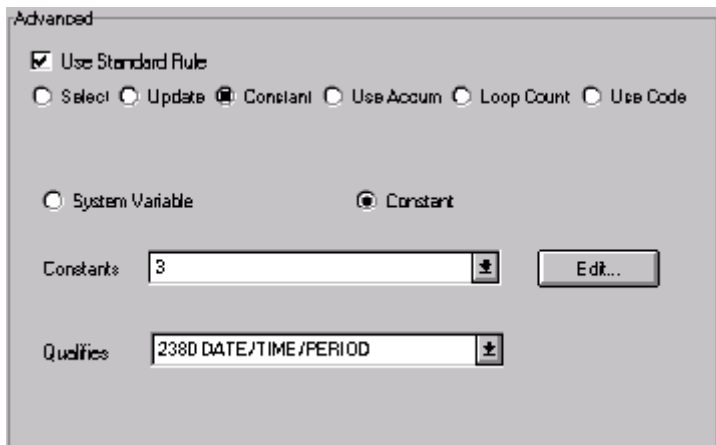 Advanced
Use Standard Rule
Select Update Constant Use Accum Loop Count Use Code
System Variable Constant
Constants 3 Edit...
Qualifies 2380 DATE/TIME/PERIOD